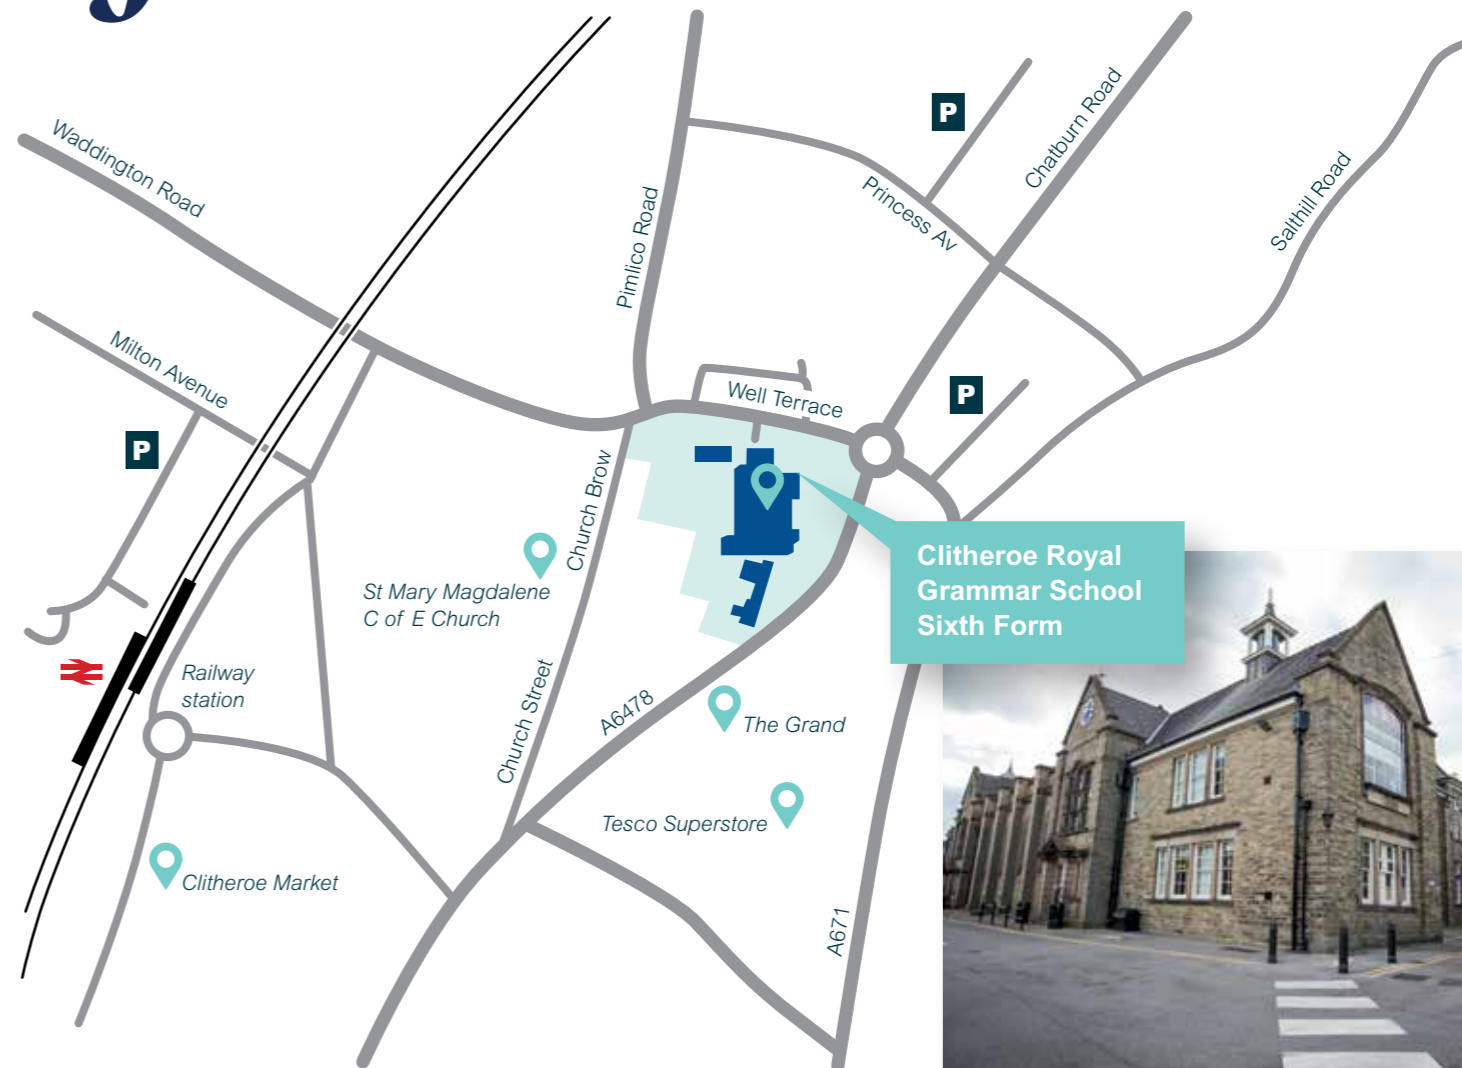 Waddington Road
Milton Avenue
P
Pimlico Road
P
Princess Av
Chatburn Road
Salthill Road
Well Terrace
P
Church Brow
St Mary Magdalene
C of E Church
Clitheroe Royal
Grammar School
Sixth Form
Railway
station
Church Street
A6478
The Grand
Tesco Superstore
Clitheroe Market
A671